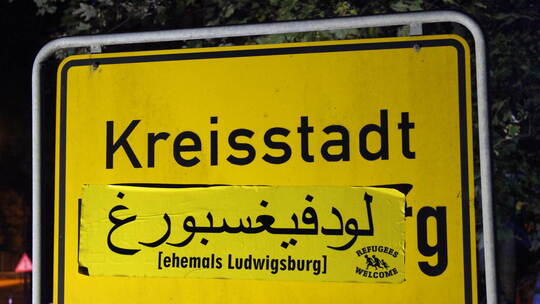 Kreisstadt
لودفيغسبورغ
rg
[ehemals Ludwigsburg]
REFUGEES
WELCOME